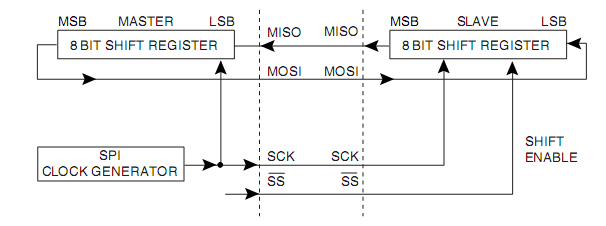 MSB MASTER LSB MISO MISO MSB SLAVE LSB
8 BIT SHIFT REGISTER 8 BIT SHIFT REGISTER
MOSI MOSI
SPI
CLOCK GENERATOR
SCK SCK
SS SS
SHIFT
ENABLE